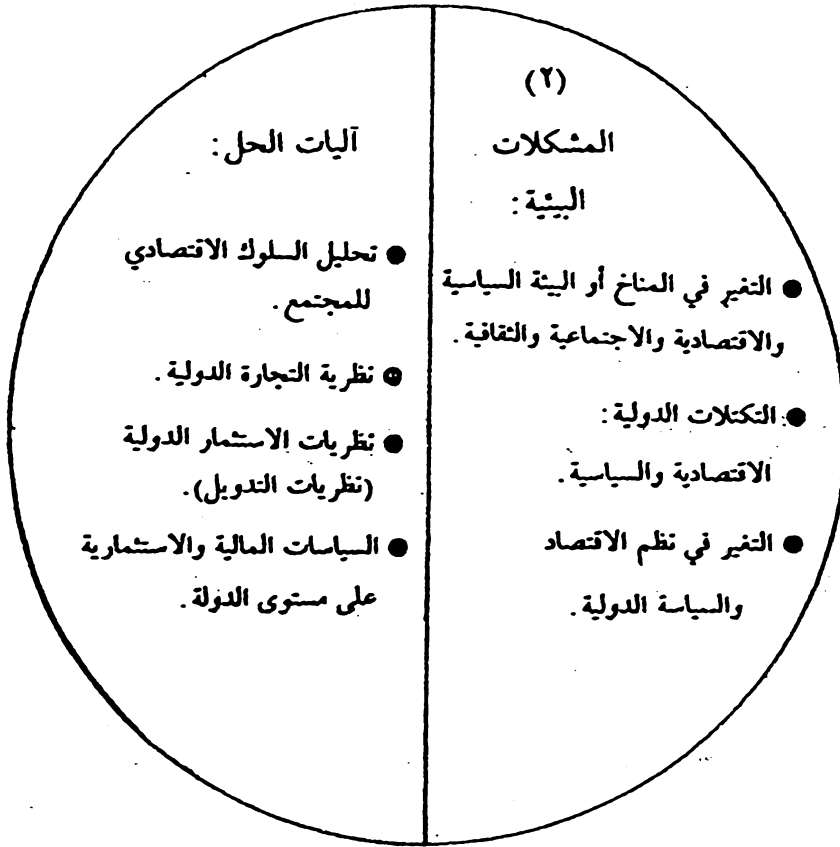 (٢)
المشكلات
البيئية:
● التغير في المناخ أو البيئة السياسية
والاقتصادية والاجتماعية والثقافية.
● التكتلات الدولية:
الاقتصادية والسياسية.
● التغير في نظم الاقتصاد
والسياسة الدولية.
آليات الحل:
● تحليل السلوك الاقتصادي
للمجتمع.
● نظرية التجارة الدولية.
● نظريات الاستثمار الدولية
(نظريات التدويل).
● السياسات المالية والاستثمارية
على مستوى الدولة.